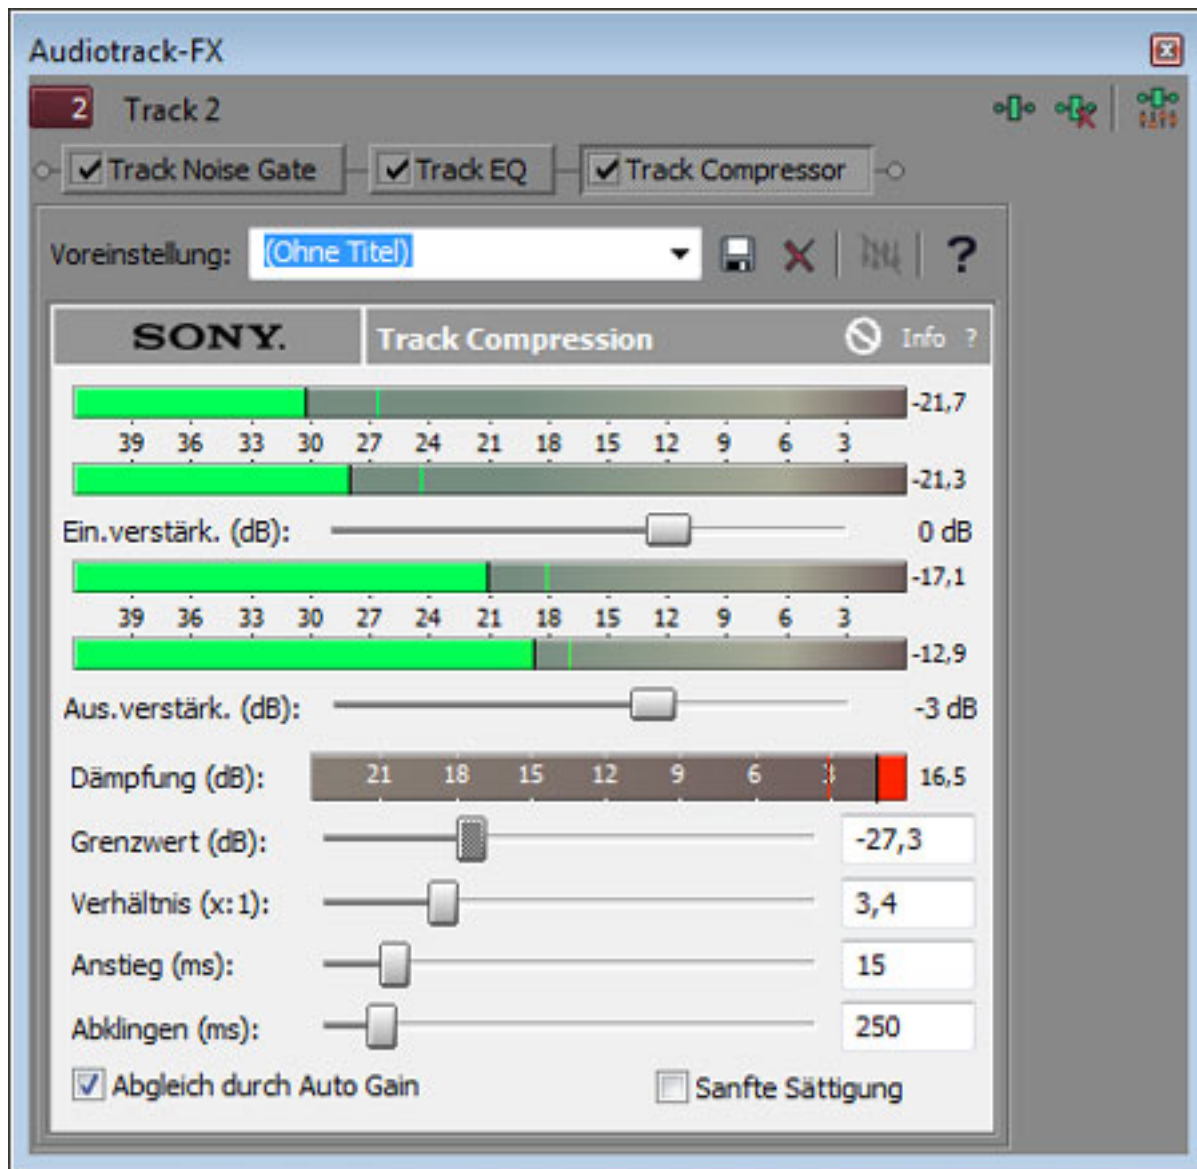 Audiotrack-FX
2 Track 2
Track Noise Gate Track EQ Track Compressor
Voreinstellung: (Ohne Titel) ?
SONY. Track Compression Info ?
-21,7
39 36 33 30 27 24 21 18 15 12 9 6 3
-21,3
Ein.verstärk. (dB): 0 dB
-17,1
39 36 33 30 27 24 21 18 15 12 9 6 3
-12,9
Aus.verstärk. (dB): -3 dB
Dämpfung (dB): 21 18 15 12 9 6 3 16,5
Grenzwert (dB): -27,3
Verhältnis (x:1): 3,4
Anstieg (ms): 15
Abklingen (ms): 250
Abgleich durch Auto Gain Sanfte Sättigung